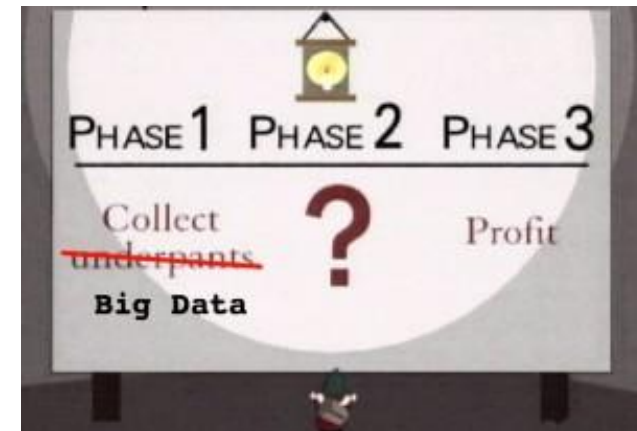 PHASE 1 PHASE 2 PHASE 3
Collect ? Profit
underpants
Big Data